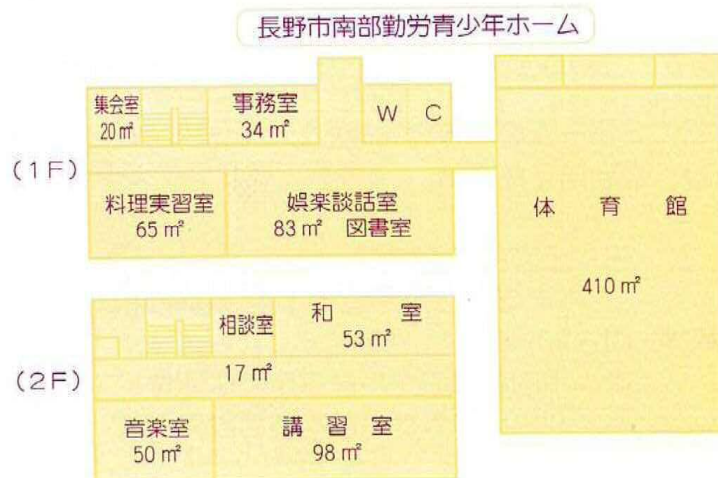 長野市南部勤労青少年ホーム
(1F)
集会室
20㎡
事務室
34㎡
W C
料理実習室
65㎡
娯楽談話室
83㎡ 図書室
体育館
410㎡
(2F)
相談室
17㎡
和室
53㎡
音楽室
50㎡
講習室
98㎡